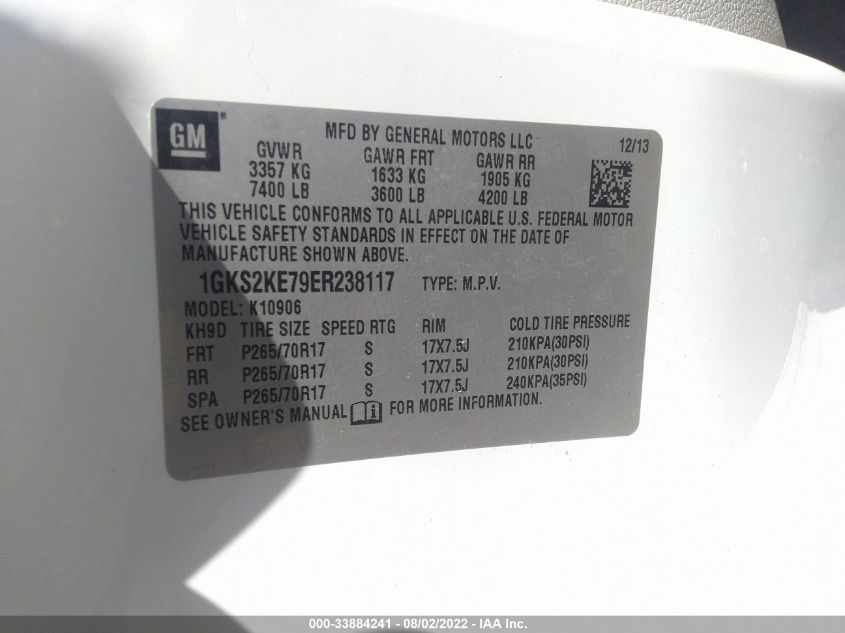 GM ®
MFD BY GENERAL MOTORS LLC 12/13
GVWR GAWR FRT GAWR RR
3357 KG 1633 KG 1905 KG
7400 LB 3600 LB 4200 LB
THIS VEHICLE CONFORMS TO ALL APPLICABLE U.S. FEDERAL MOTOR
VEHICLE SAFETY STANDARDS IN EFFECT ON THE DATE OF
MANUFACTURE SHOWN ABOVE.
1GKS2KE79ER238117 TYPE: M.P.V.
MODEL: K10906
KH9D TIRE SIZE SPEED RTG RIM COLD TIRE PRESSURE
FRT P265/70R17 S 17X7.5J 210KPA(30PSI)
RR P265/70R17 S 17X7.5J 210KPA(30PSI)
SPA P265/70R17 S 17X7.5J 240KPA(35PSI)
SEE OWNER'S MANUAL i FOR MORE INFORMATION.
000-33884241 - 08/02/2022 - IAA Inc.